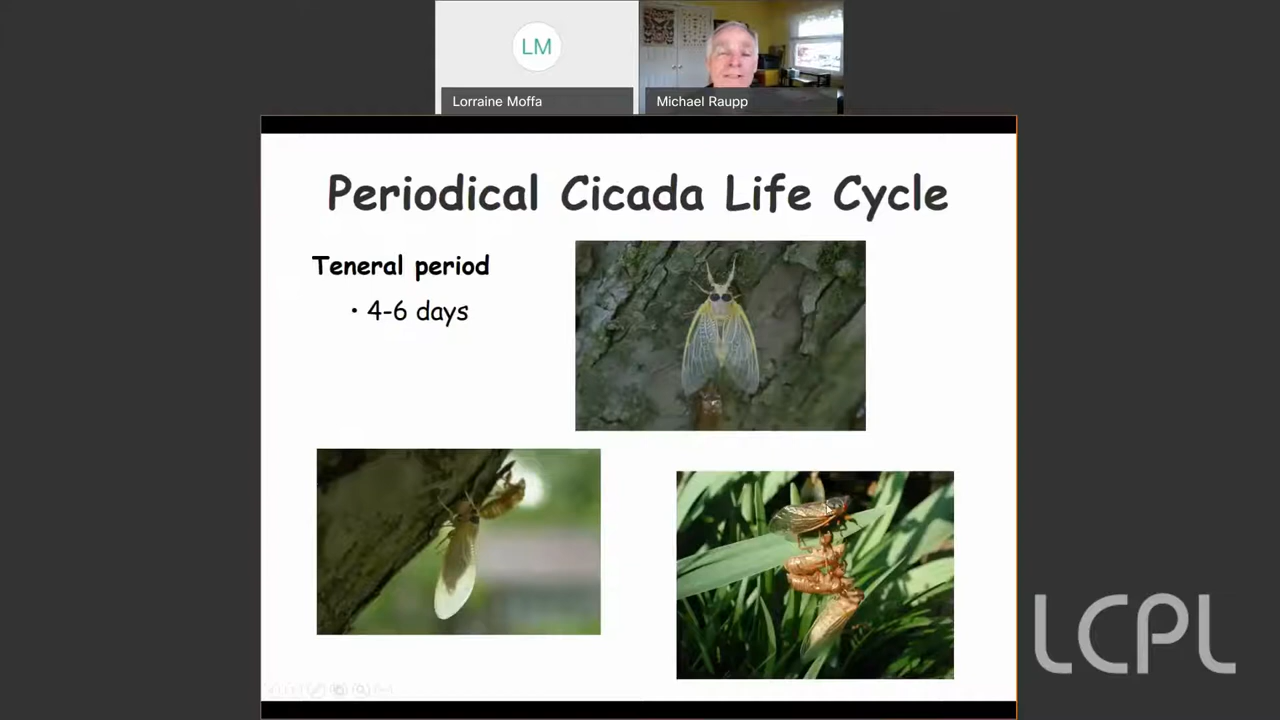 LM
Lorraine Moffa
Michael Raupp
Periodical Cicada Life Cycle
Teneral period
• 4-6 days
LCPL